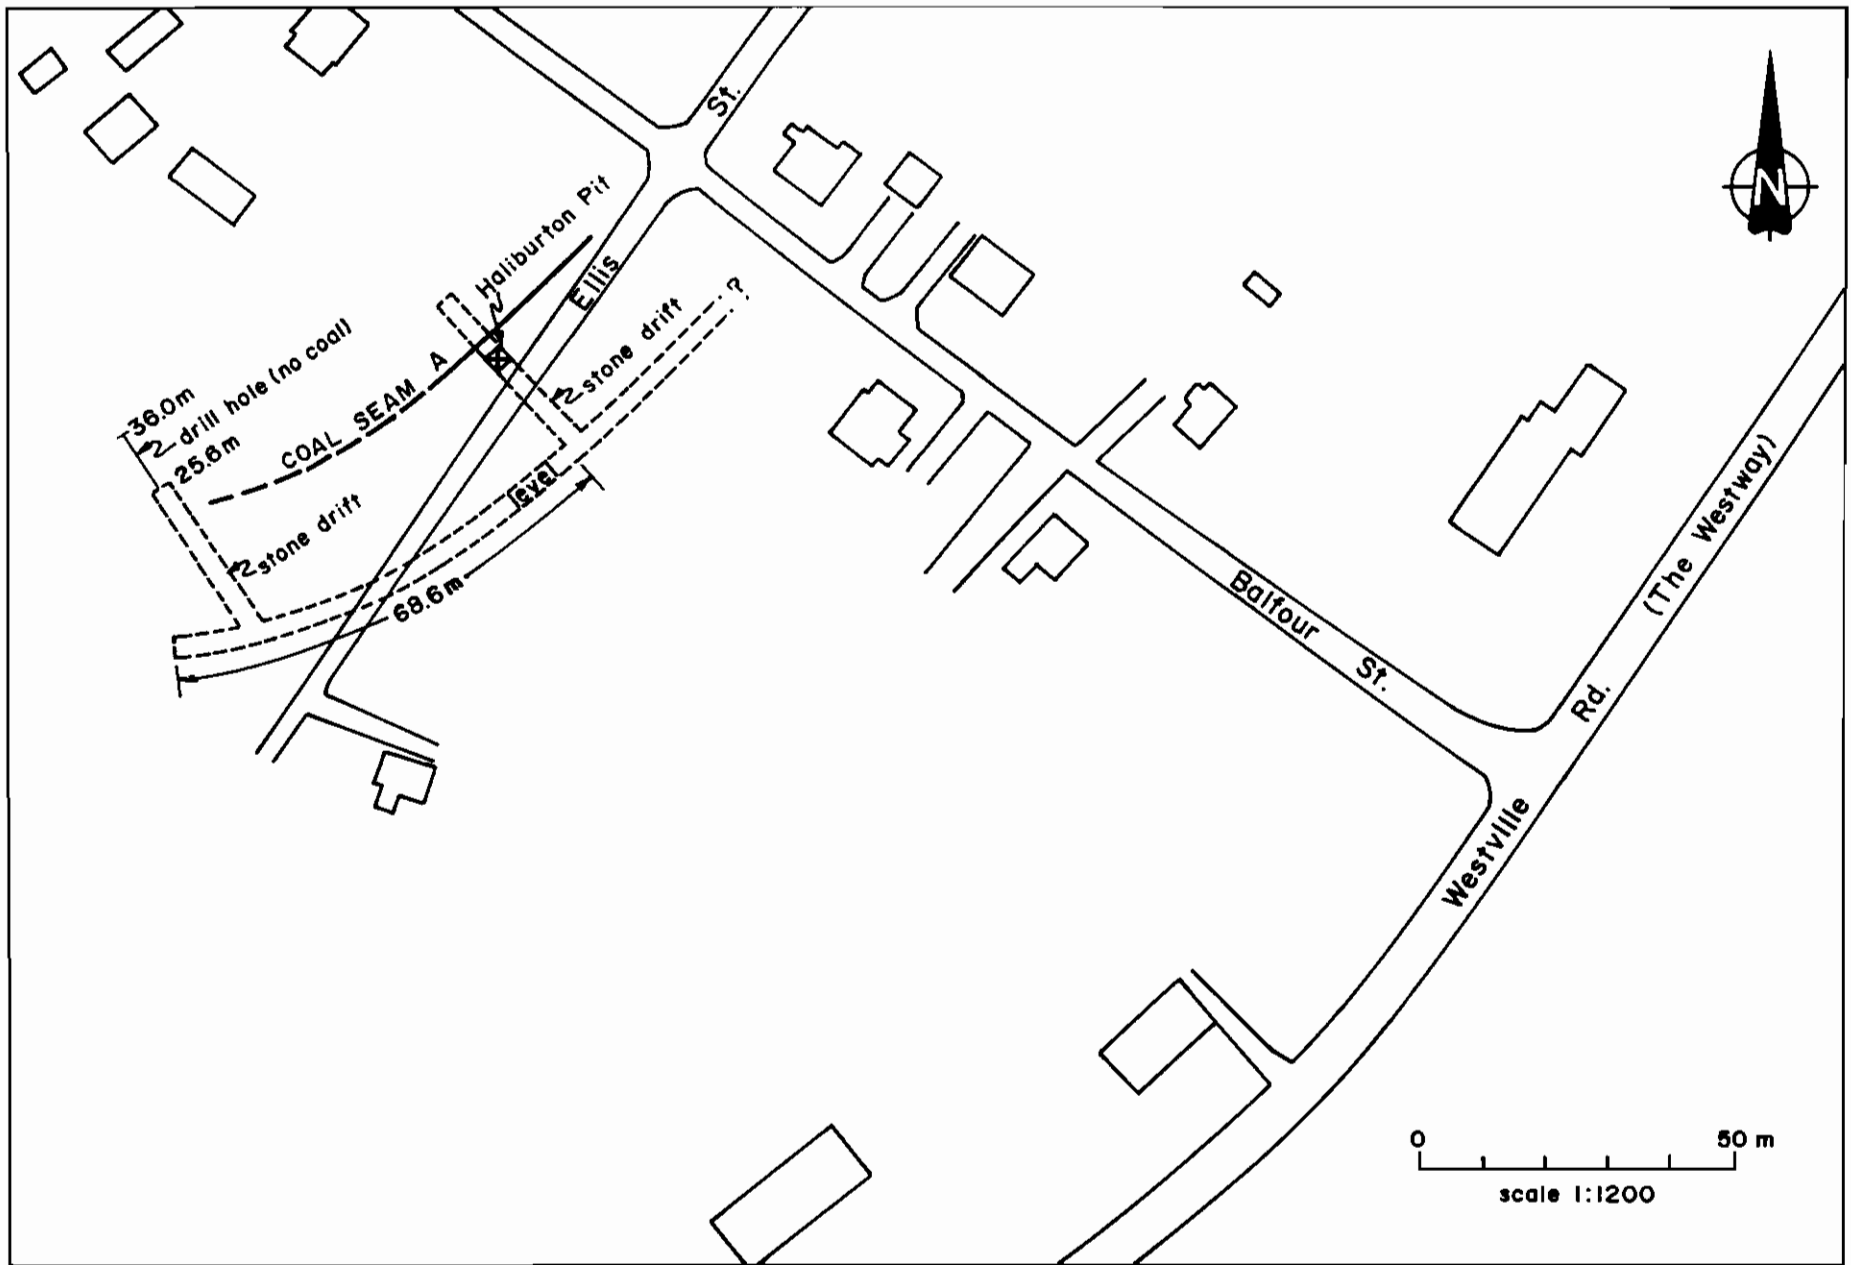 St.
N
Haliburton Pit
Ellis
stone drift
?
36.0m
drill hole (no coal)
25.6m
COAL SEAM A
stone drift
level
68.6m
Balfour St.
(The Westway)
Westville Rd.
0 50 m
scale 1:1200